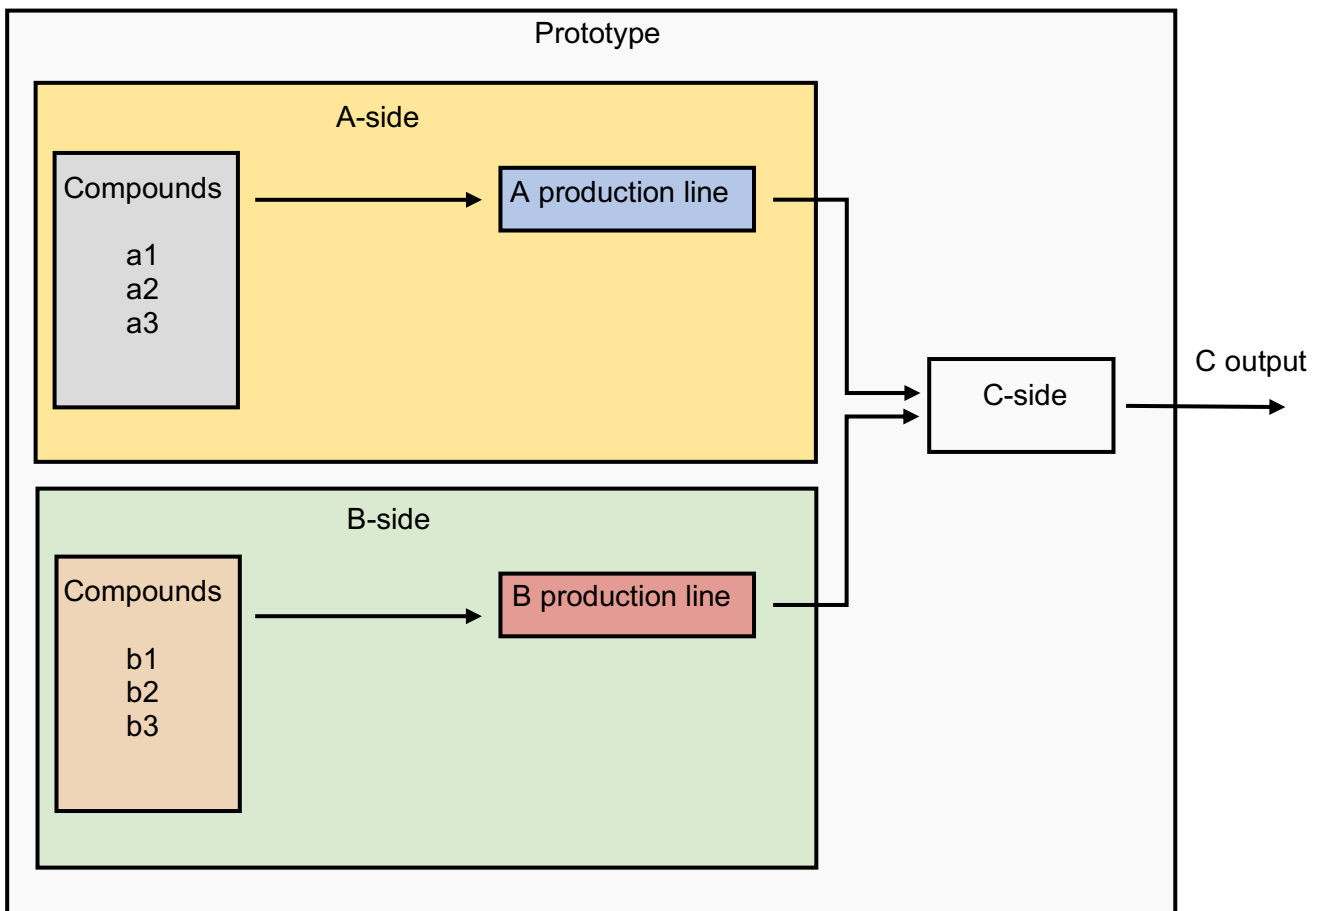 Prototype
A-side
Compounds
a1
a2
a3
A production line
B-side
Compounds
b1
b2
b3
B production line
C-side
C output